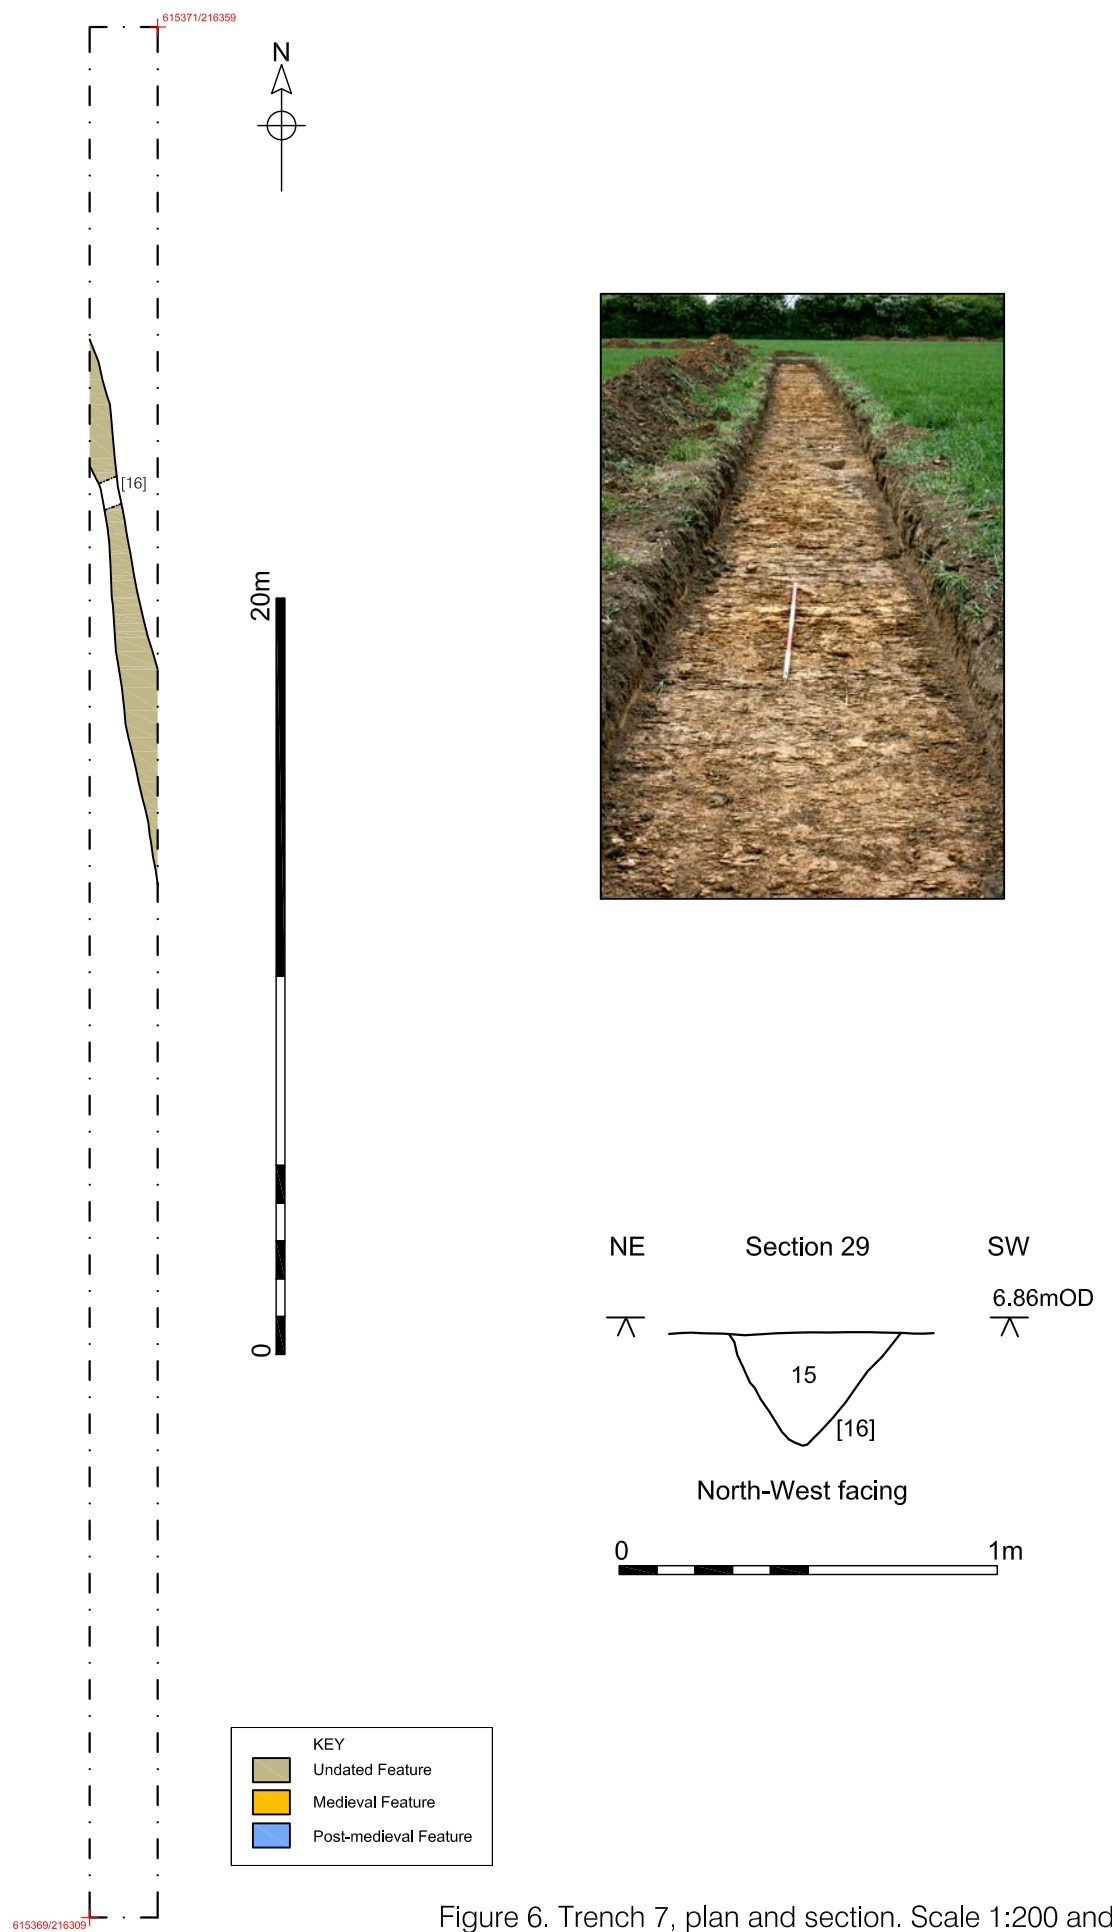 615371/216359
N
[16]
20m
0
NE Section 29 SW
6.86mOD
15
[16]
North-West facing
0 1m
KEY
Undated Feature
Medieval Feature
Post-medieval Feature
615369/216309
Figure 6. Trench 7, plan and section. Scale 1:200 and